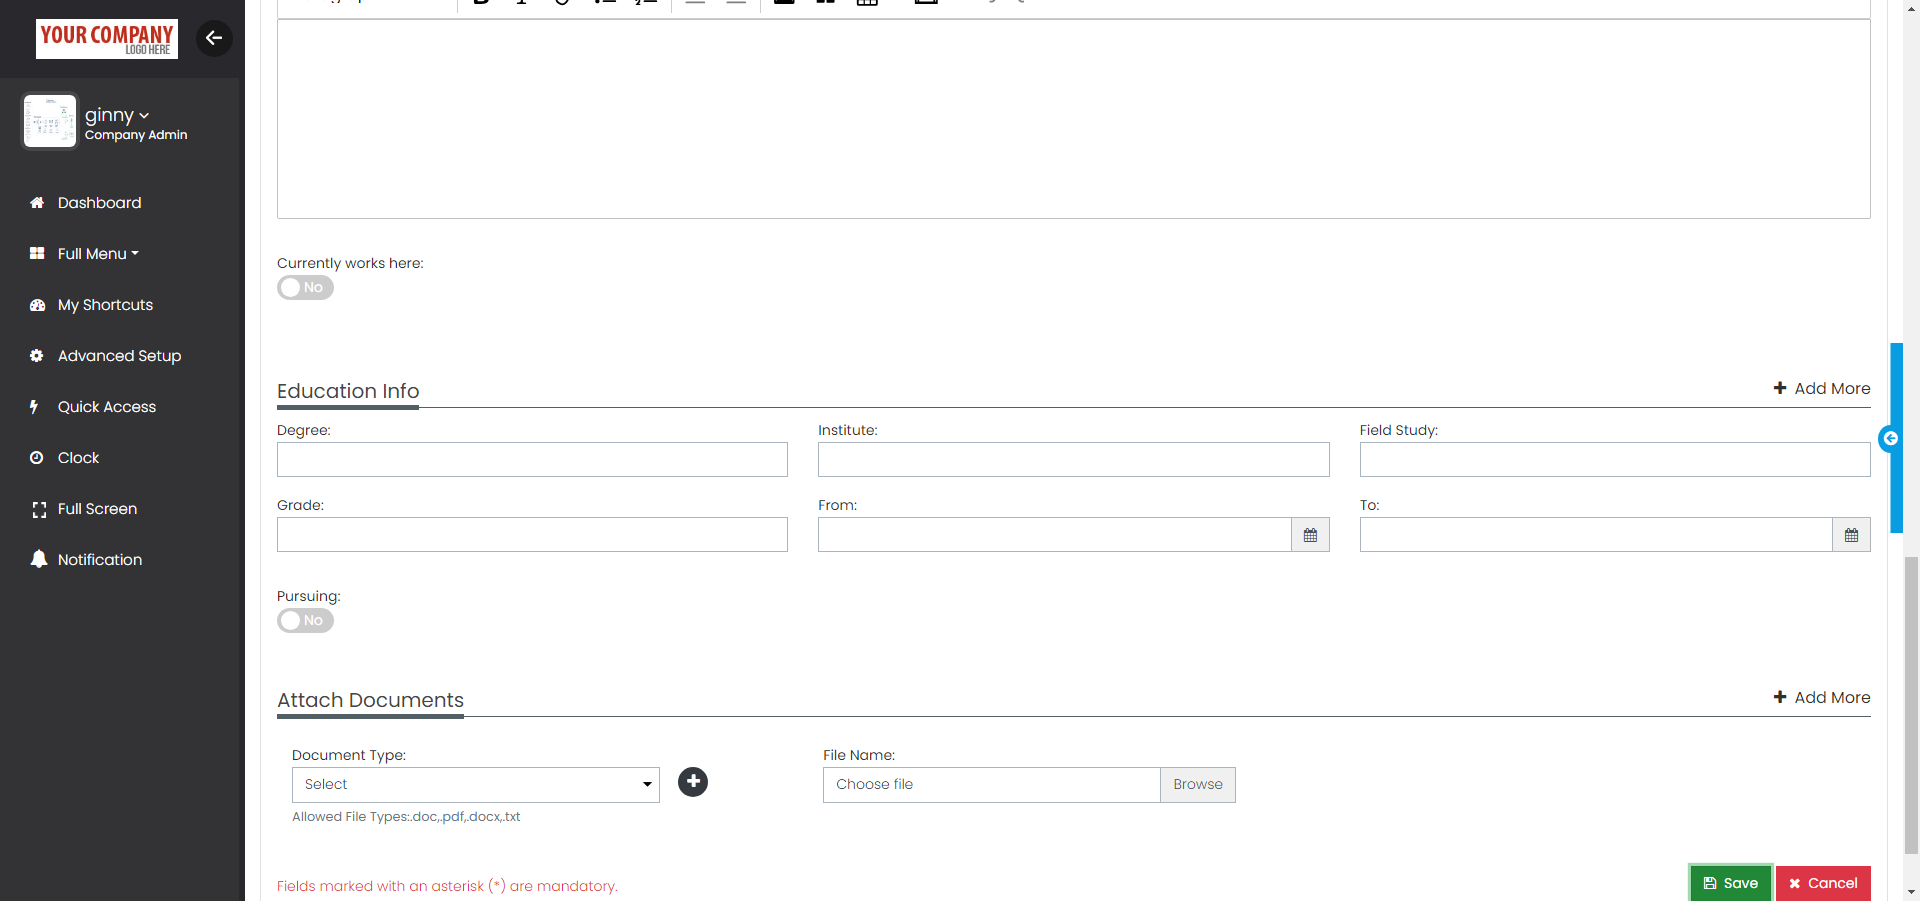 YOUR COMPANY
LOGO HERE
ginny
Company Admin
Dashboard
Full Menu
My Shortcuts
Advanced Setup
Quick Access
Clock
Full Screen
Notification
Currently works here:
No
Education Info
Add More
Degree:
Institute:
Field Study:
Grade:
From:
To:
Pursuing:
No
Attach Documents
Add More
Document Type:
File Name:
Select
Choose file
Browse
Allowed File Types:.doc,.pdf,.docx,.txt
Fields marked with an asterisk (*) are mandatory.
Save
Cancel